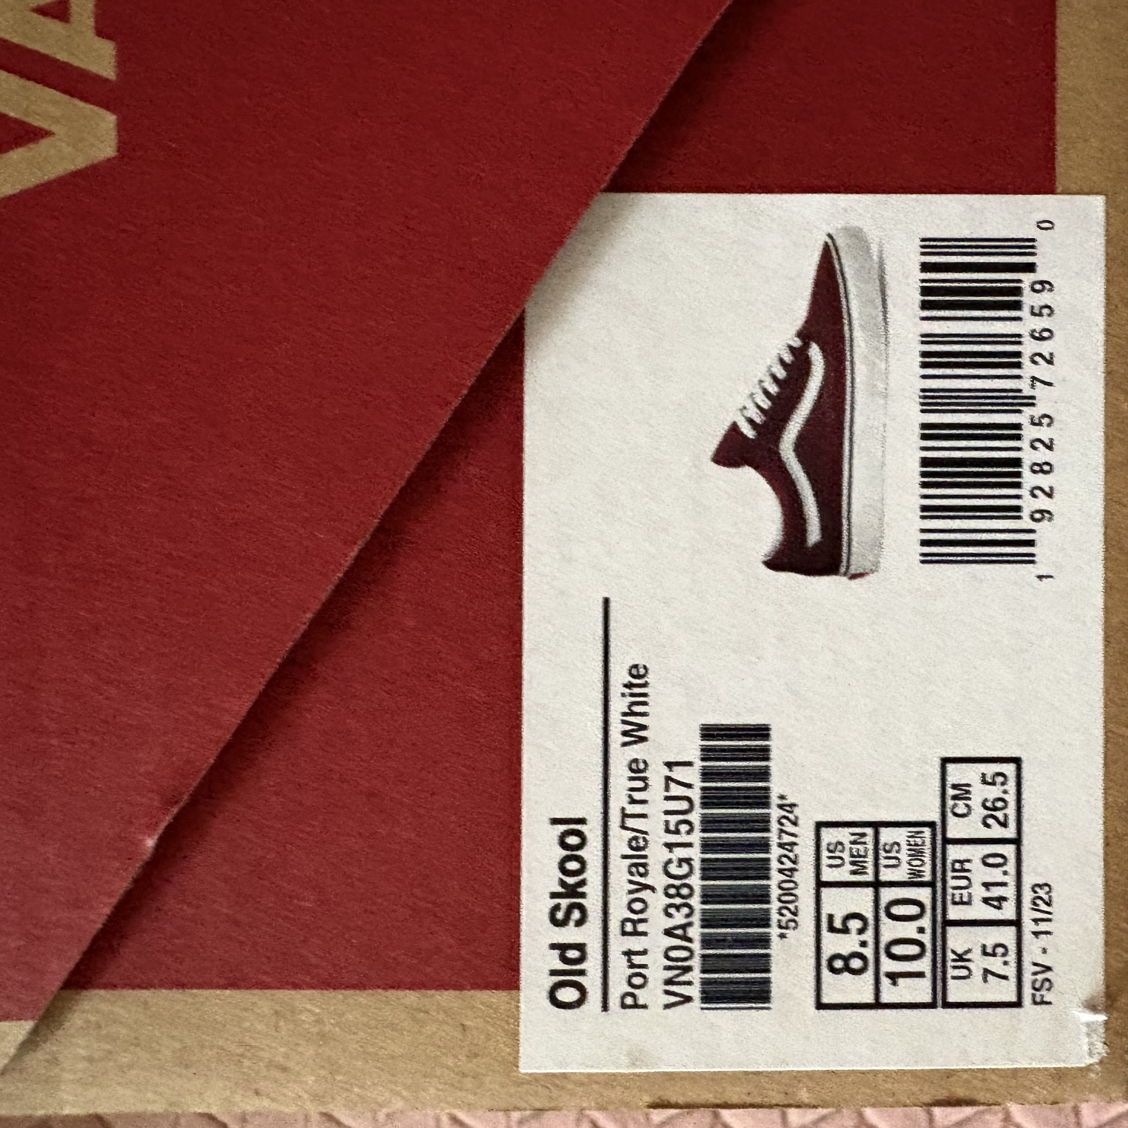 VA
Old Skool
Port Royale/True White
VN0A38G15U71
*5200424724*
8.5 US MEN
10.0 US WOMEN
UK EUR CM
7.5 41.0 26.5
FSV - 11/23
1 92825 72659 0